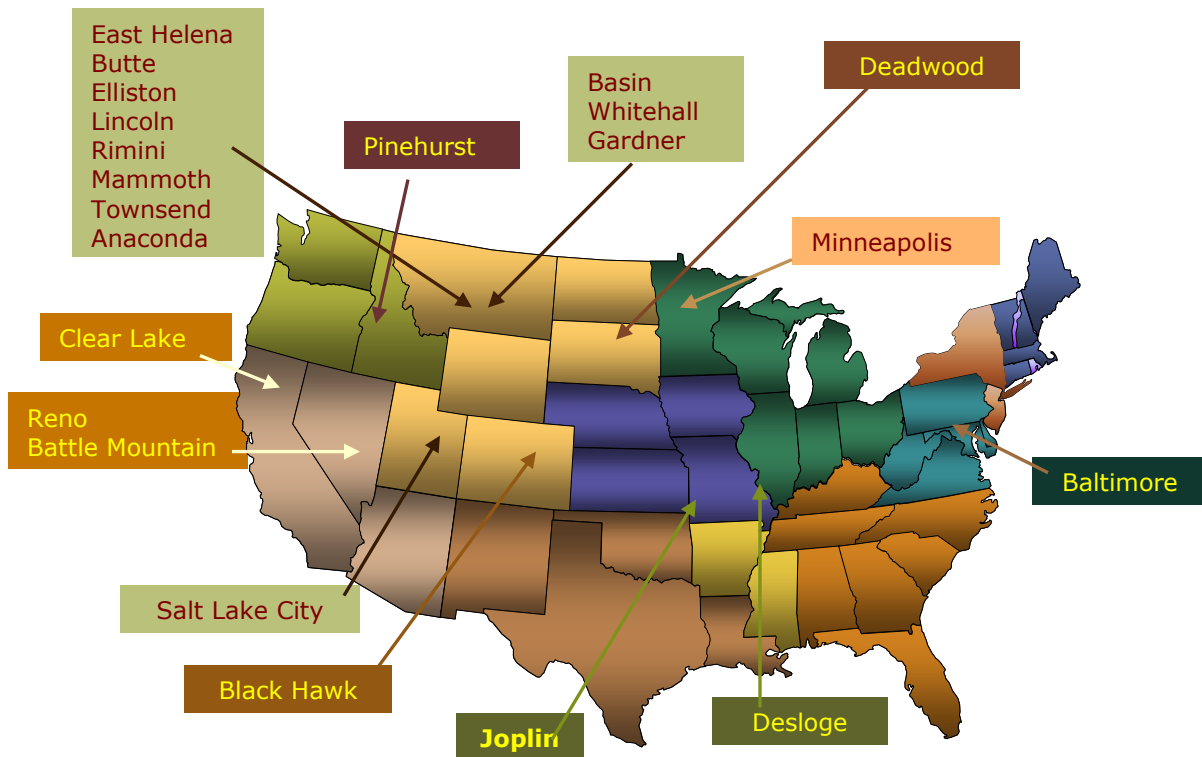 East Helena
Butte
Elliston
Lincoln
Rimini
Mammoth
Townsend
Anaconda
Pinehurst
Basin
Whitehall
Gardner
Deadwood
Minneapolis
Clear Lake
Reno
Battle Mountain
Baltimore
Salt Lake City
Black Hawk
Joplin
Desloge